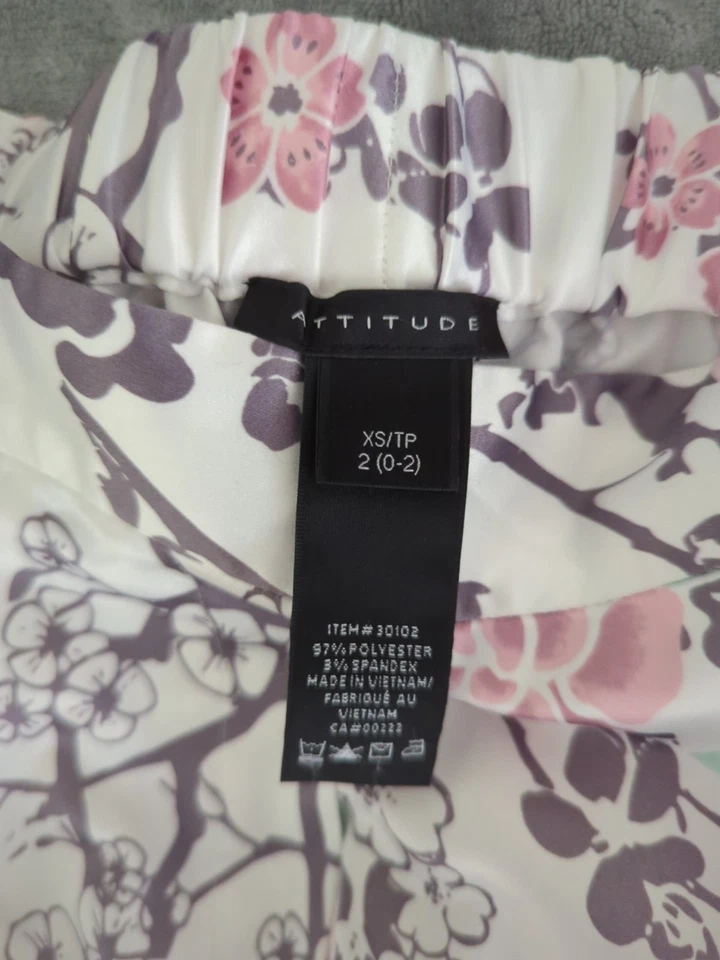 ATTITUDE
XS/TP
2 (0-2)
ITEM# 30102
97% POLYESTER
3% SPANDEX
MADE IN VIETNAM/
FABRIQUÉ AU
VIETNAM
CA#00222